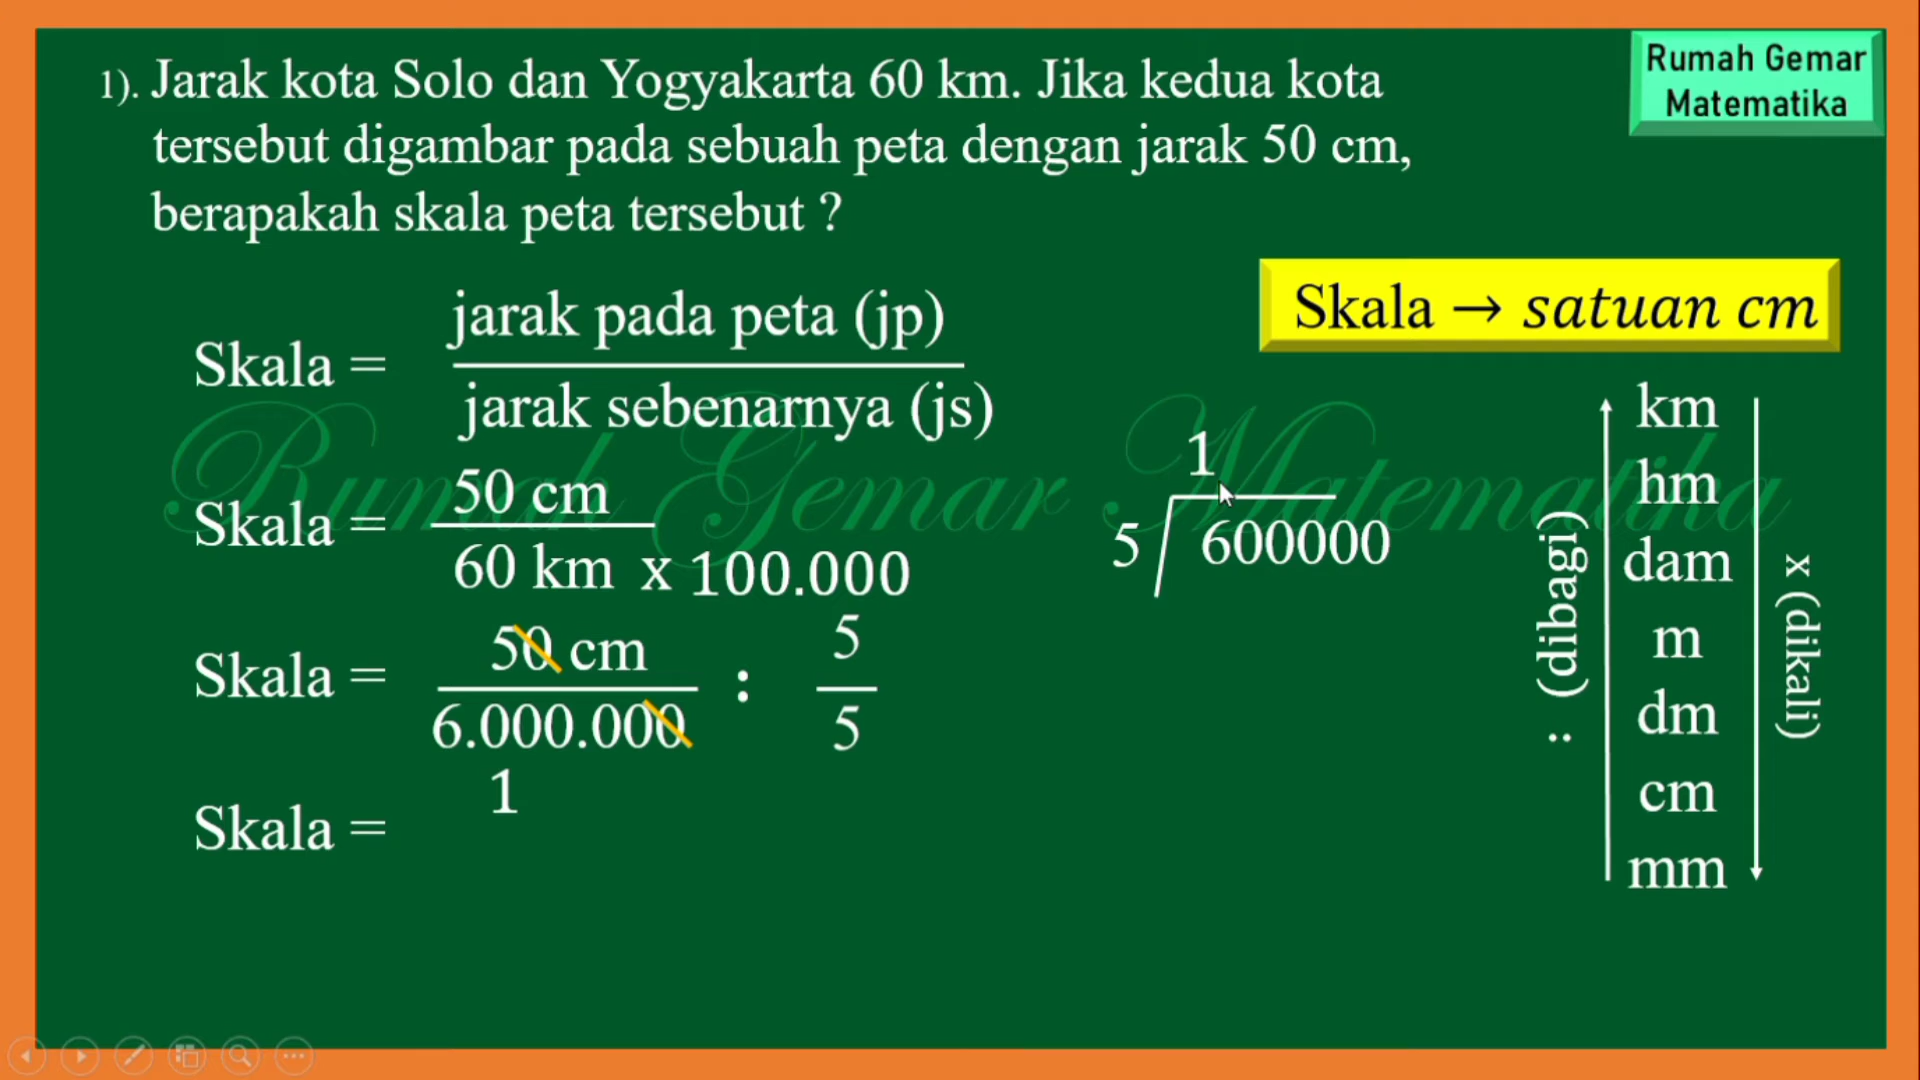 1). Jarak kota Solo dan Yogyakarta 60 km. Jika kedua kota
tersebut digambar pada sebuah peta dengan jarak 50 cm,
berapakah skala peta tersebut ?
Rumah Gemar
Matematika
Skala → satuan cm
Skala =
jarak pada peta (jp)
jarak sebenarnya (js)
Rumah Gemar Matematika
Skala =
50 cm
60 km x 100.000
Skala =
50 cm
6.000.000
:
5
5
Skala =
1
1
5
600000
: (dibagi)
km
hm
dam
m
dm
cm
mm
x (dikali)